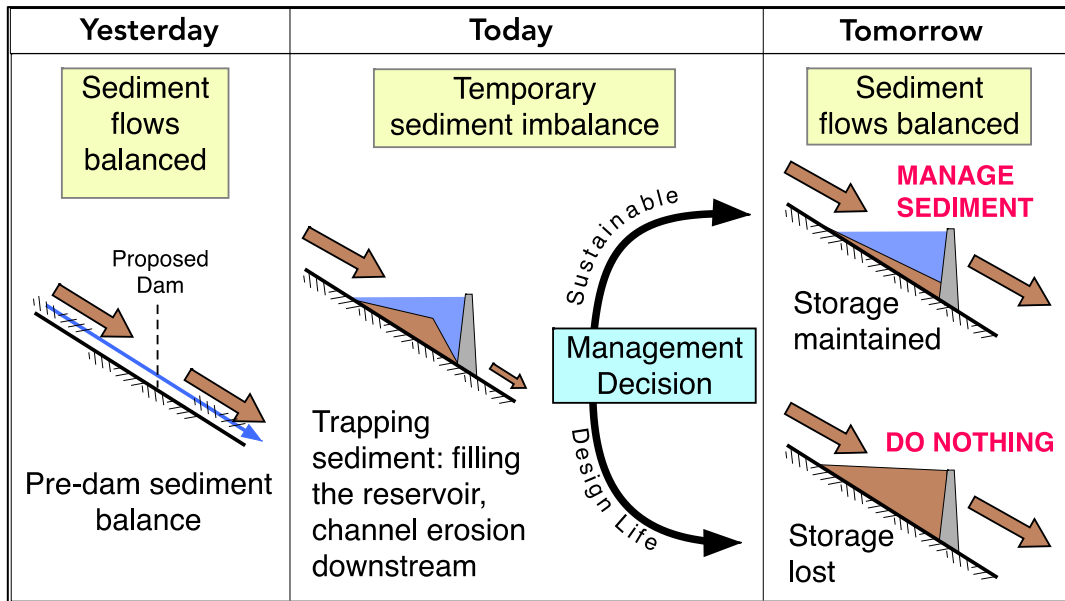 Yesterday
Today
Tomorrow
Sediment
flows
balanced
Proposed
Dam
Pre-dam sediment
balance
Temporary
sediment imbalance
Trapping
sediment: filling
the reservoir,
channel erosion
downstream
Sustainable
Management
Decision
Design Life
Sediment
flows balanced
MANAGE
SEDIMENT
Storage
maintained
DO NOTHING
Storage
lost